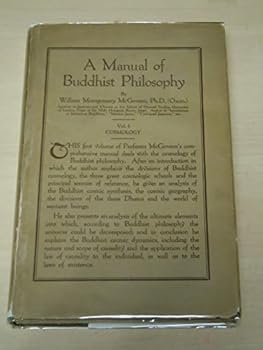 A Manual of
Buddhist Philosophy
By
William Montgomery McGovern, Ph.D. (Oxon.)
Vol. I
COSMOLOGY
THIS first volume of Professor McGovern's com-
prehensive manual deals with the cosmology of
Buddhist philosophy. After an introduction in
which the author explains the divisions of Buddhist
cosmology, the three great cosmologic schools and the
principal sources of reference, he gives an analysis of
the Buddhist cosmic synthesis, the cosmic geography,
the divisions of the three Dhatus and the world of
sentient beings.
He also presents an analysis of the ultimate elements
into which, according to Buddhist philosophy the
universe could be decomposed; and in conclusion he
explains the Buddhist cosmic dynamics, including the
nature and scope of causality and the application of the
law of causality to the individual, as well as to the
laws of existence.